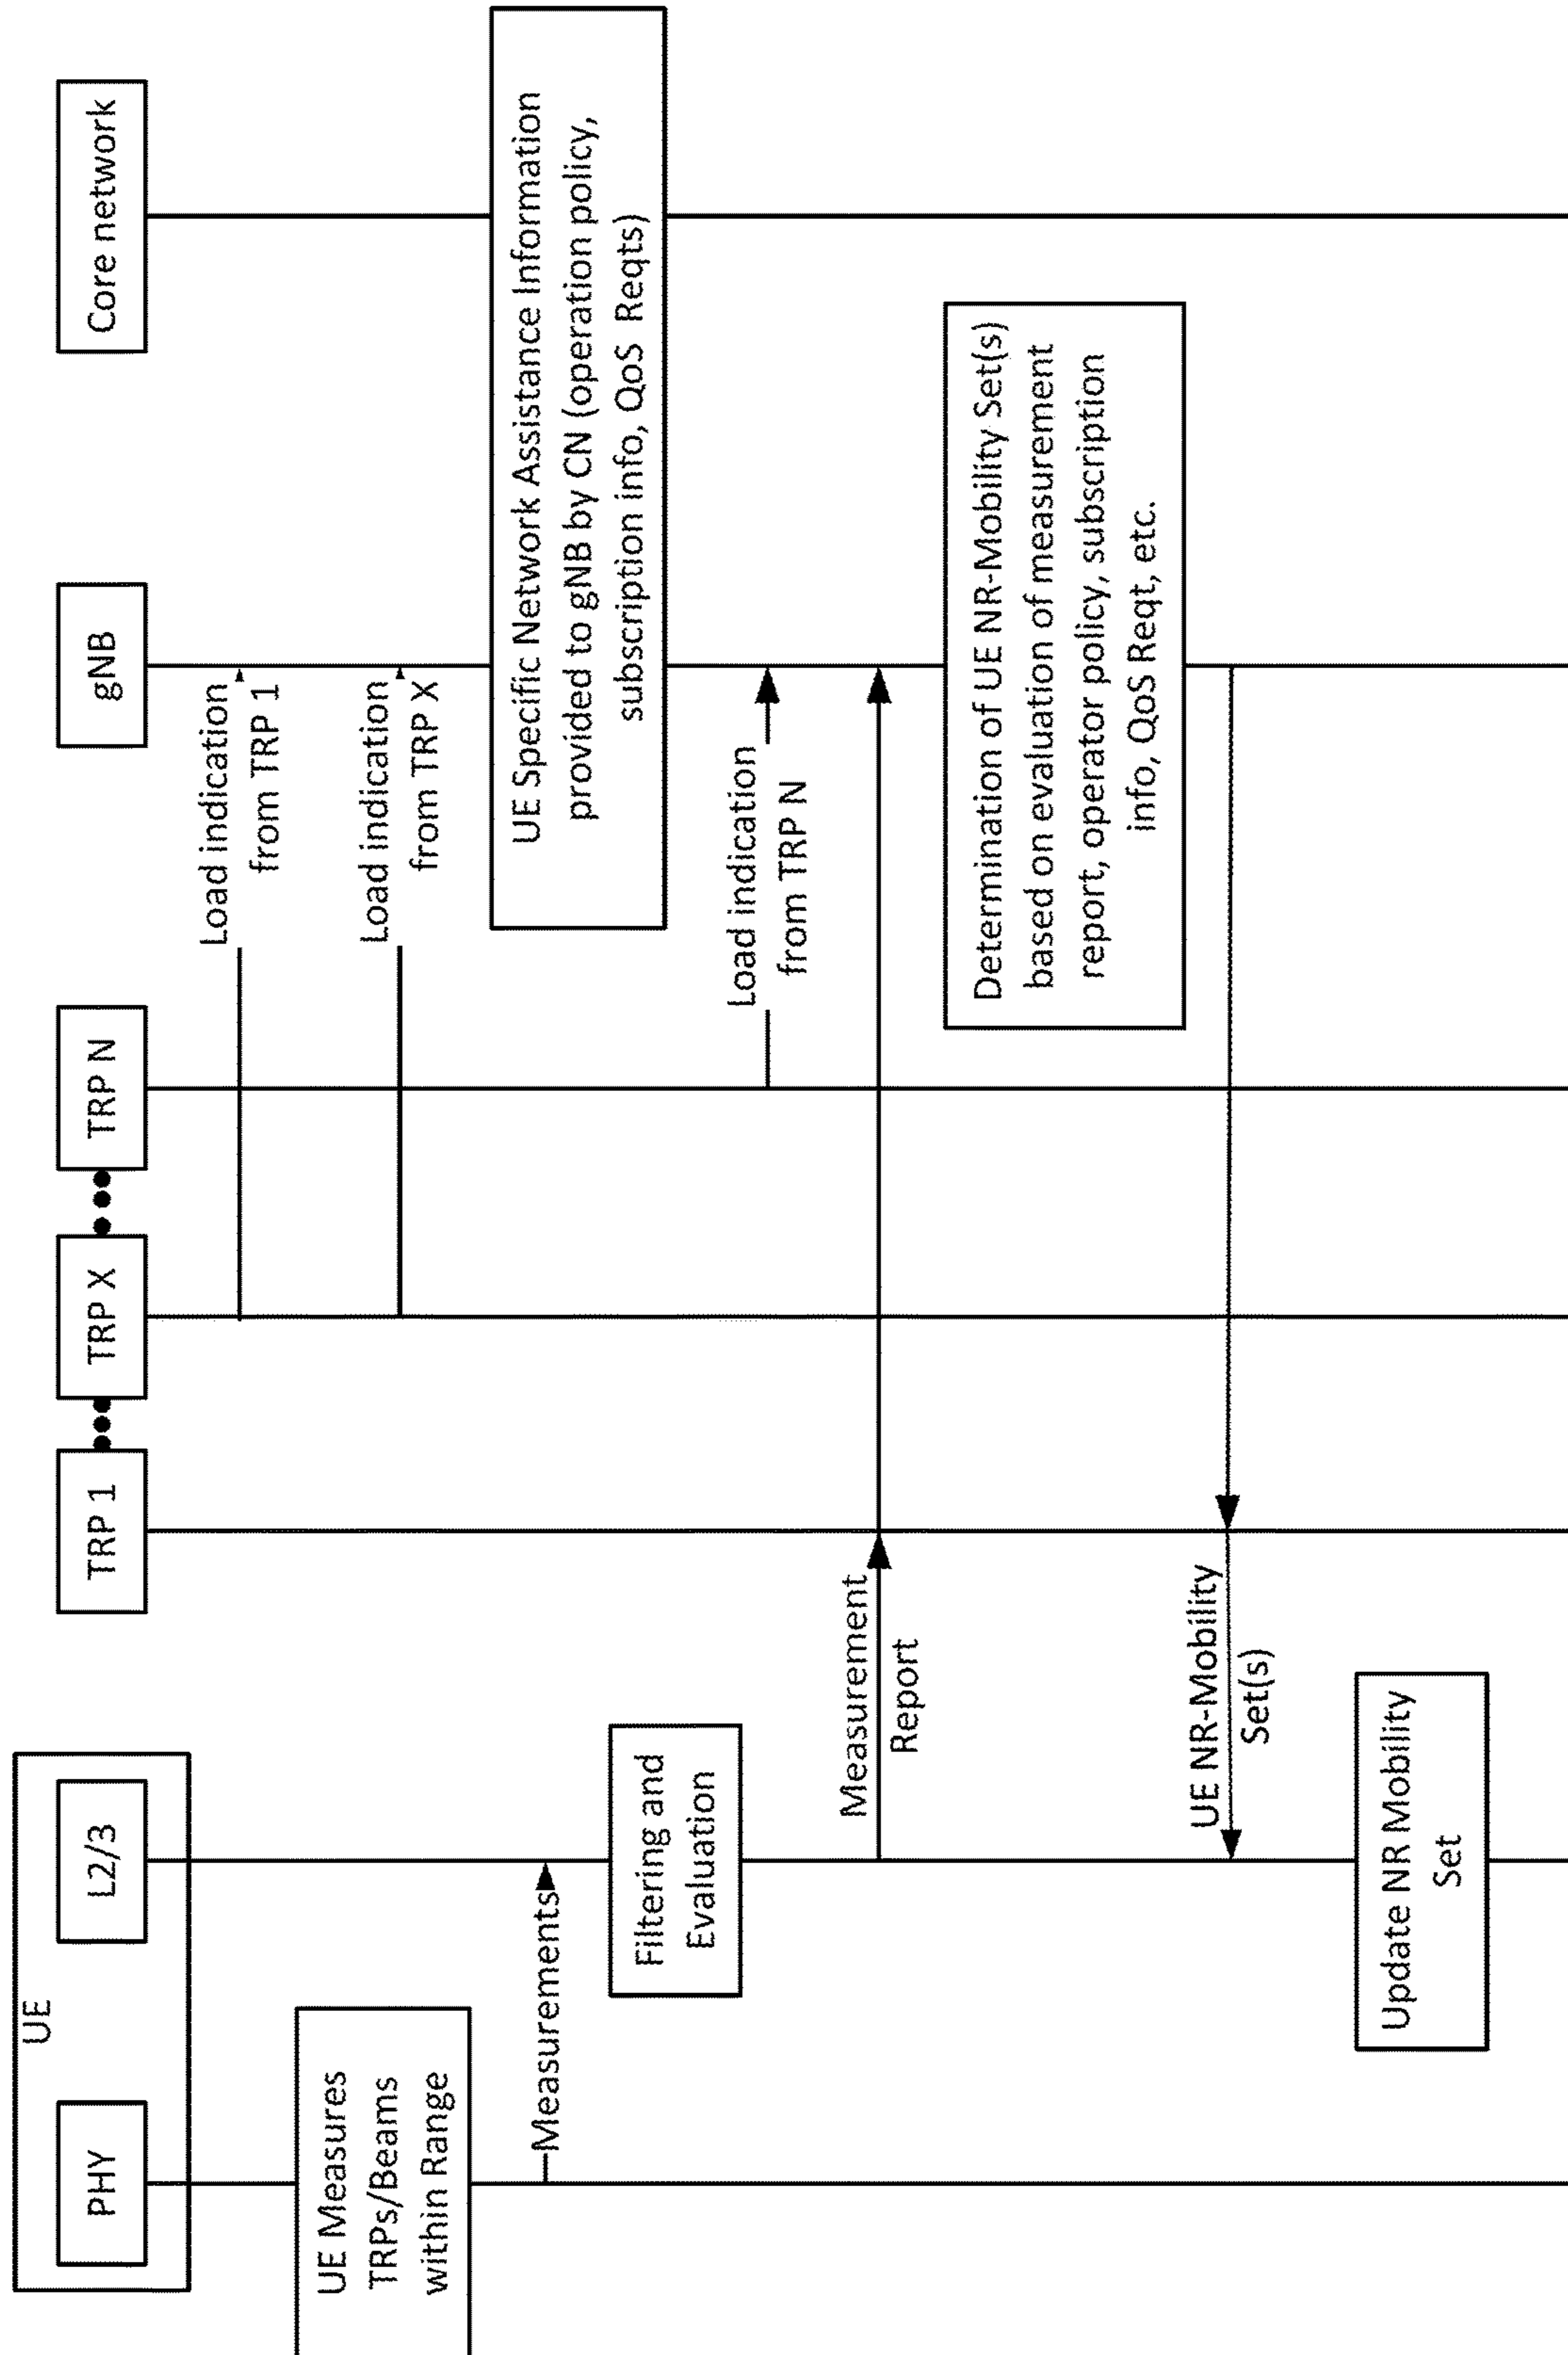 UE
PHY
L2/3
TRP 1
TRP X
TRP N
gNB
Core network
Load indication
from TRP 1
UE Measures
TRPs/Beams
within Range
Load indication
from TRP X
UE Specific Network Assistance Information
provided to gNB by CN (operation policy,
subscription info, QoS Reqts)
Measurements
Filtering and
Evaluation
Load indication
from TRP N
Measurement
Report
Determination of UE NR-Mobility Set(s)
based on evaluation of measurement
report, operator policy, subscription
info, QoS Reqt, etc.
UE NR-Mobility
Set(s)
Update NR Mobility
Set